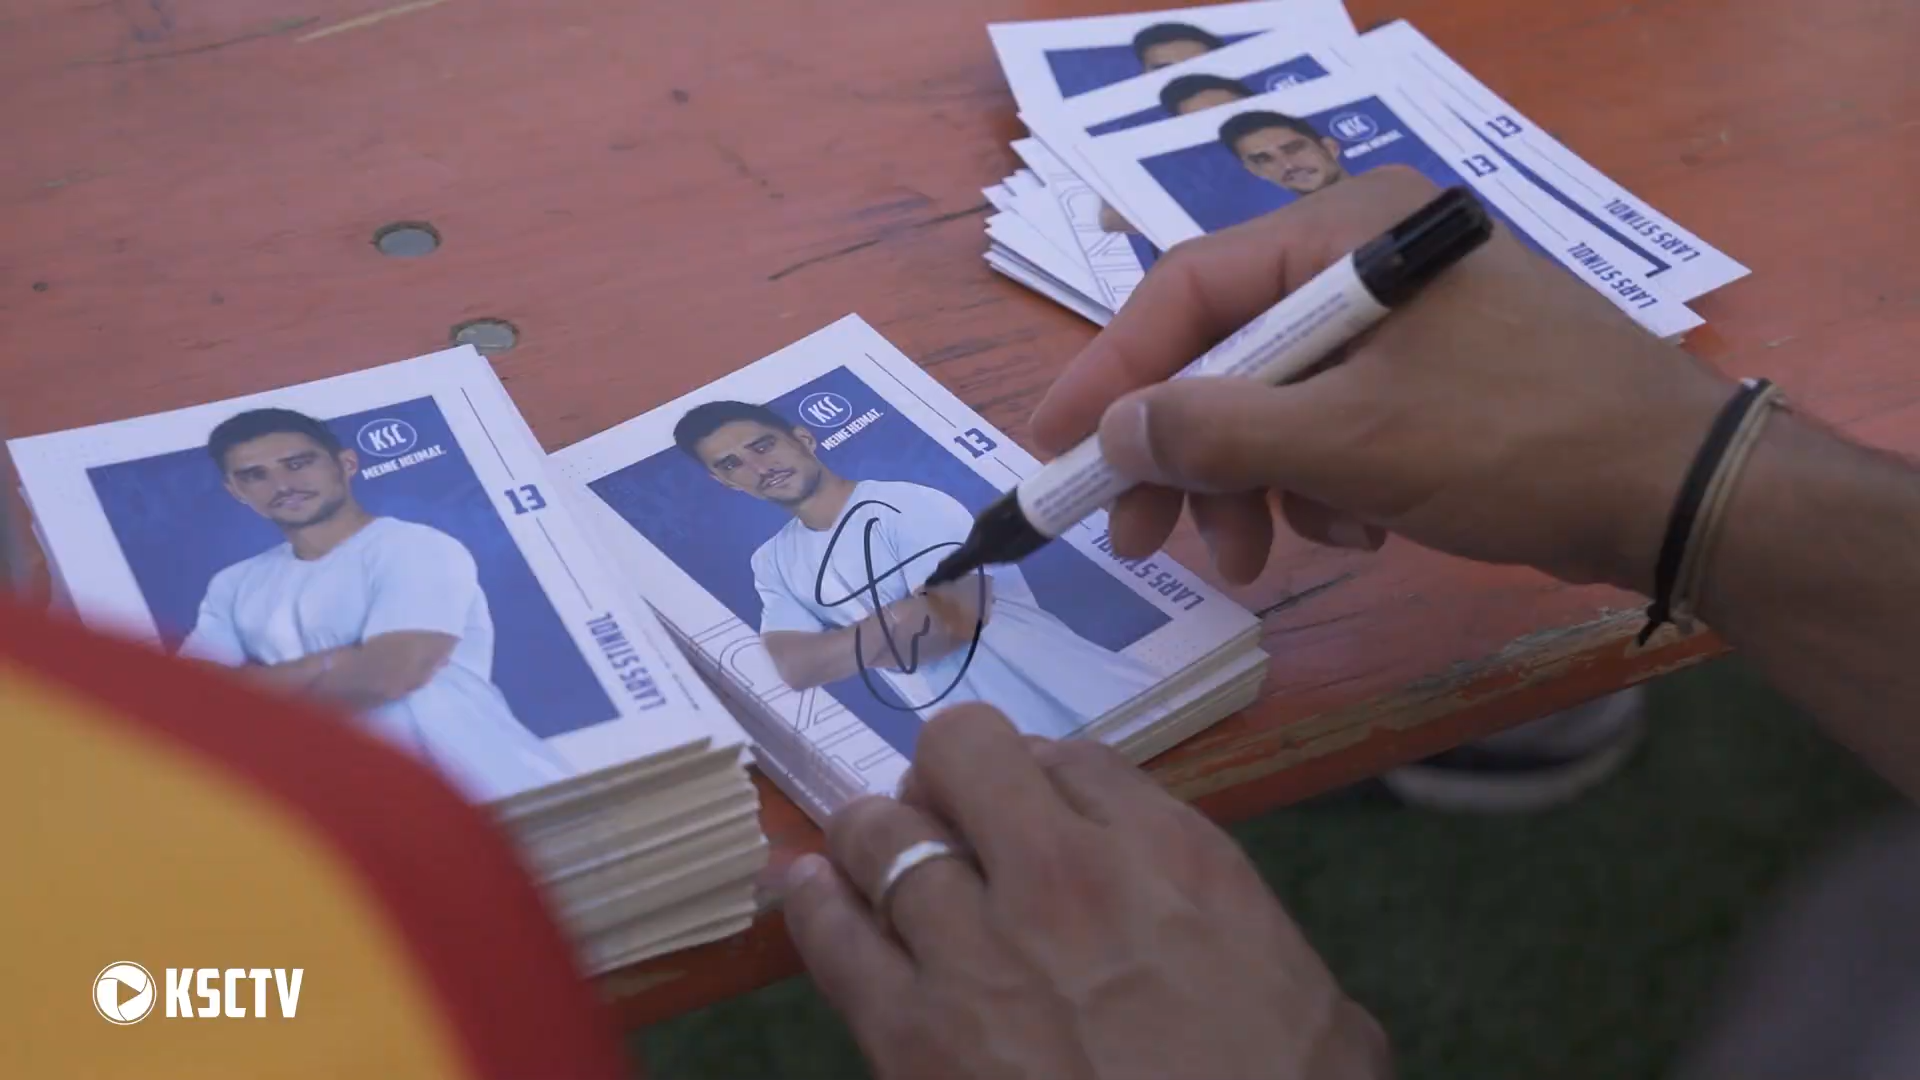 KSC
MEINE HEIMAT.
13
LARS STINDL
KSC
MEINE HEIMAT.
13
LARS STINDL
KSC
MEINE HEIMAT.
13
LARS STINDL
13
LARS STINDL
KSCTV